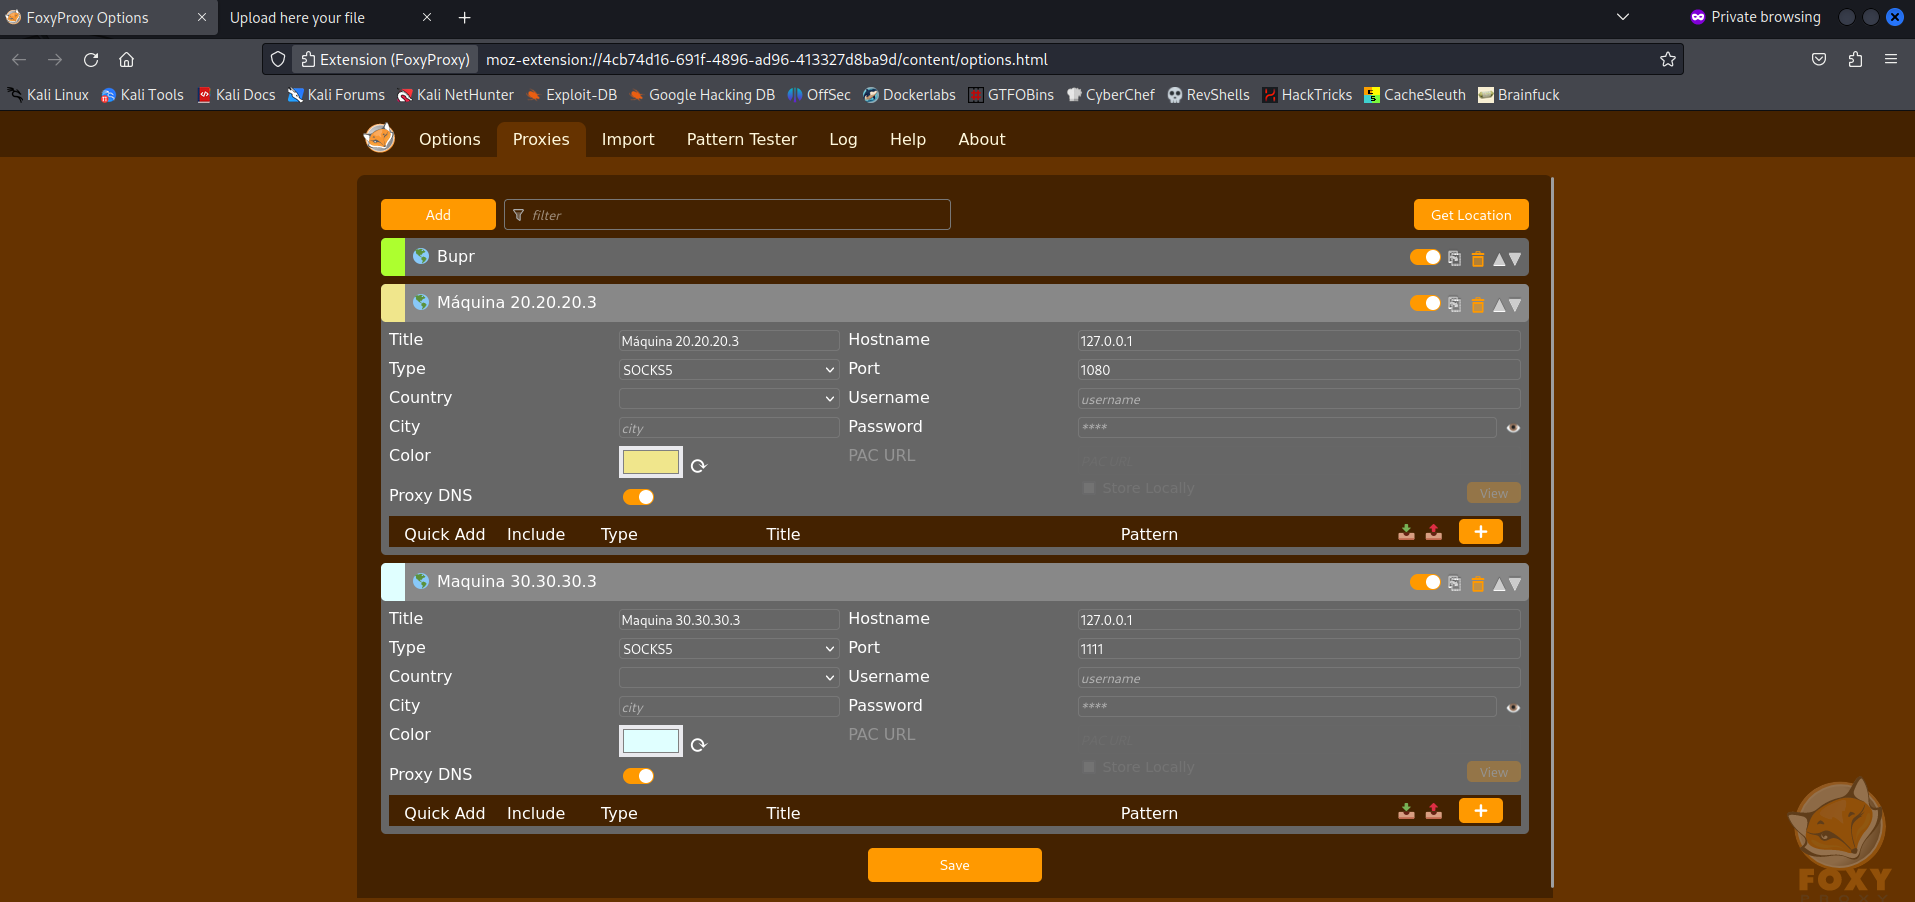 FoxyProxy Options
Upload here your file
Private browsing
Extension (FoxyProxy) moz-extension://4cb74d16-691f-4896-ad96-413327d8ba9d/content/options.html
Kali Linux Kali Tools Kali Docs Kali Forums Kali NetHunter Exploit-DB Google Hacking DB OffSec Dockerlabs GTFOBins CyberChef RevShells HackTricks CacheSleuth Brainfuck
Options Proxies Import Pattern Tester Log Help About
Add filter Get Location
Bupr
Máquina 20.20.20.3
Title Máquina 20.20.20.3 Hostname 127.0.0.1
Type SOCKS5 Port 1080
Country Username username
City city Password ****
Color PAC URL PAC URL
Store Locally
Proxy DNS View
Quick Add Include Type Title Pattern +
Maquina 30.30.30.3
Title Maquina 30.30.30.3 Hostname 127.0.0.1
Type SOCKS5 Port 1111
Country Username username
City city Password ****
Color PAC URL PAC URL
Store Locally
Proxy DNS View
Quick Add Include Type Title Pattern +
Save
FOXY